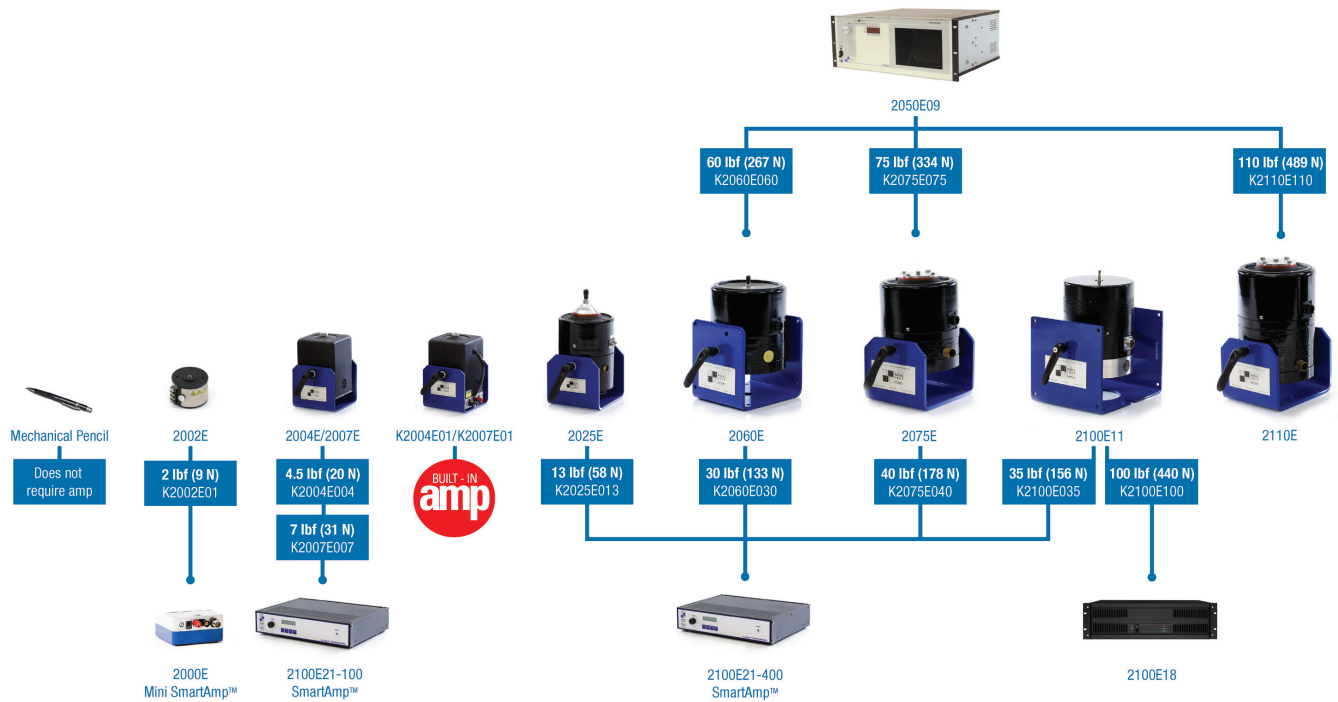 2050E09
60 lbf (267 N)
K2060E060
75 lbf (334 N)
K2075E075
110 lbf (489 N)
K2110E110
Mechanical Pencil
2002E
2004E/2007E
K2004E01/K2007E01
2025E
2060E
2075E
2100E11
2110E
Does not
require amp
2 lbf (9 N)
K2002E01
4.5 lbf (20 N)
K2004E004
7 lbf (31 N)
K2007E007
BUILT - IN
amp
13 lbf (58 N)
K2025E013
30 lbf (133 N)
K2060E030
40 lbf (178 N)
K2075E040
35 lbf (156 N)
K2100E035
100 lbf (440 N)
K2100E100
2000E
Mini SmartAmp™
2100E21-100
SmartAmp™
2100E21-400
SmartAmp™
2100E18